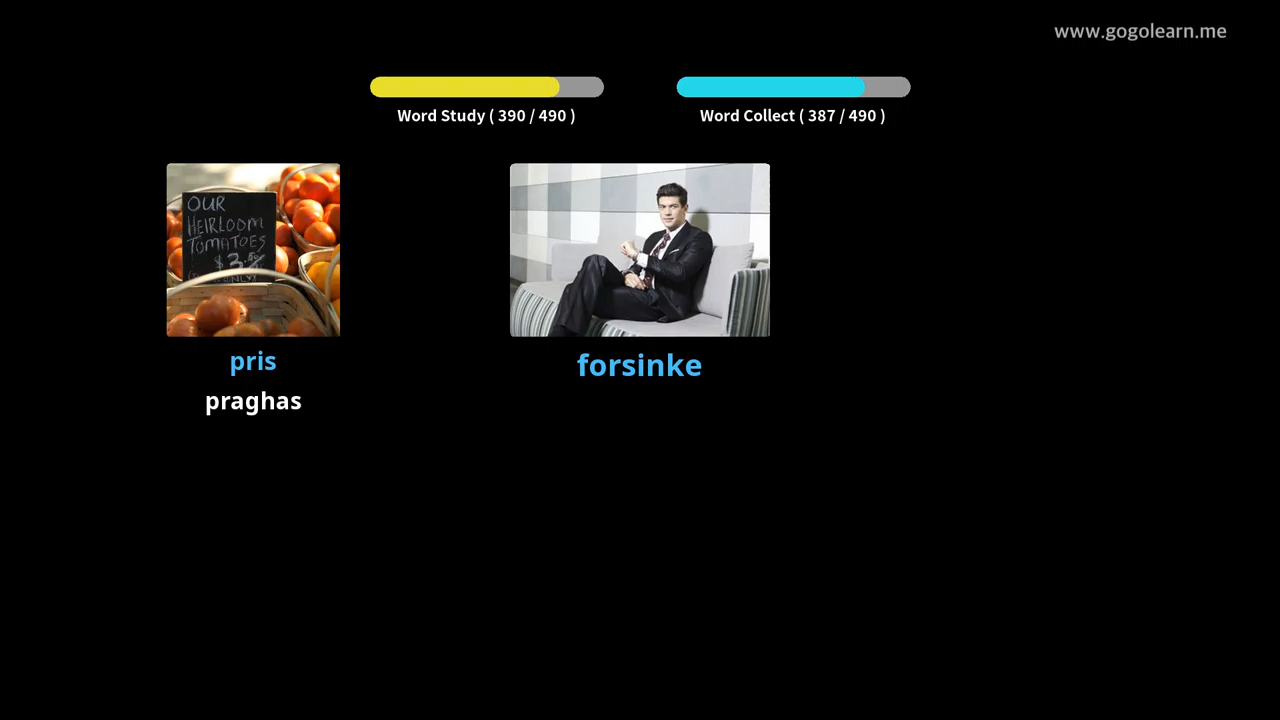 www.gogolearn.me
Word Study ( 390 / 490 )
Word Collect ( 387 / 490 )
OUR
HEIRLOOM
TOMATOES
pris
praghas
forsinke